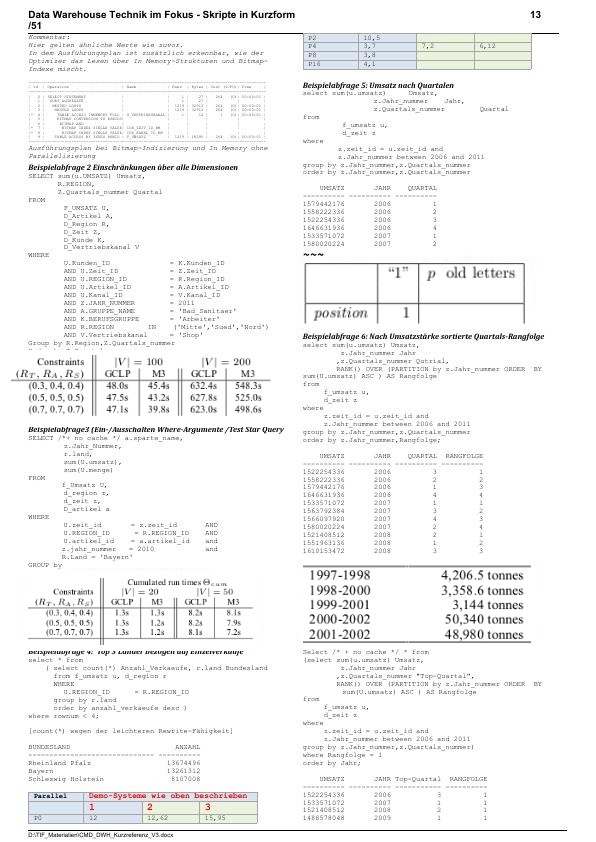 Data Warehouse Technik im Fokus - Skripte in Kurzform 13
/51
Kommentar:
Hier gelten ähnliche Werte wie zuvor.
In dem Ausführungsplan ist zusätzlich erkennbar, wie der
Optimizer das Lesen über In Memory-Strukturen und Bitmap-
Indexe mischt.
Ausführungsplan bei Bitmap-Indizierung und In Memory ohne
Parallelisierung
Beispielabfrage 2 Einschränkungen über alle Dimensionen
SELECT sum(u.UMSATZ) Umsatz,
R.REGION,
Z.Quartals_nummer Quartal
FROM
F_UMSATZ U,
D_Artikel A,
D_Region R,
D_Zeit Z,
D_Kunde K,
D_Vertriebskanal V
WHERE
U.Kunden_ID = K.Kunden_ID
AND U.Zeit_ID = Z.Zeit_ID
AND U.REGION_ID = R.Region_ID
AND U.Artikel_ID = A.Artikel_ID
AND U.Kanal_ID = V.Kanal_ID
AND Z.JAHR_NUMMER = 2011
AND A.GRUPPE_NAME = 'Bad_Sanitaer'
AND K.BERUFSGRUPPE = 'Arbeiter'
AND R.REGION IN ('Mitte','Sued','Nord')
AND V.Vertriebskanal = 'Shop'
Group by R.Region,Z.Quartals_nummer
Constraints |V| = 100 |V| = 200
(R_T, R_A, R_S) GCLP M3 GCLP M3
(0.3, 0.4, 0.4) 48.0s 45.4s 632.4s 548.3s
(0.5, 0.5, 0.5) 47.5s 43.2s 627.8s 525.0s
(0.7, 0.7, 0.7) 47.1s 39.8s 623.0s 498.6s
Beispielabfrage3 (Ein-/Ausschalten Where-Argumente /Test Star Query
SELECT /*+ no cache */ a.sparte_name,
z.Jahr_Nummer,
r.land,
sum(U.umsatz),
sum(U.menge)
FROM
f_Umsatz U,
d_region r,
d_zeit z,
D_artikel a
WHERE
U.zeit_id = z.zeit_id AND
U.REGION_ID = R.REGION_ID AND
U.artikel_id = a.artikel_id and
z.jahr_nummer = 2010 and
R.Land = 'Bayern'
GROUP by
Cumulated run times Θcum
Constraints |V| = 20 |V| = 50
(R_T, R_A, R_S) GCLP M3 GCLP M3
(0.3, 0.4, 0.4) 1.3s 1.3s 8.2s 8.1s
(0.5, 0.5, 0.5) 1.3s 1.2s 8.2s 7.9s
(0.7, 0.7, 0.7) 1.3s 1.2s 8.1s 7.2s
Beispielabfrage 4: Top 3 Länder bezogen auf Einzelverkäufe
select * from
( select count(*) Anzahl_Verkaeufe, r.land Bundesland
from f_umsatz u, d_region r
WHERE
U.REGION_ID = R.REGION_ID
group by r.land
order by anzahl_verkaeufe desc )
where rownum < 4;
[count(*) wegen der leichteren Rewrite-Fähigkeit]
BUNDESLAND ANZAHL
------------------------------ ----------
Rheinland Pfalz 13674496
Bayern 13261312
Schleswig Holstein 8107008
Parallel Demo-Systeme wie oben beschrieben
1 2 3
P0 12 12,62 15,95
P2 10,5
P4 3,7 7,2 6,12
P8 3,8
P16 4,1
Beispielabfrage 5: Umsatz nach Quartalen
select sum(u.umsatz) Umsatz,
z.Jahr_nummer Jahr,
z.Quartals_nummer Quartal
from
f_umsatz u,
d_zeit z
where
z.zeit_id = u.zeit_id and
z.Jahr_nummer between 2006 and 2011
group by z.Jahr_nummer,z.Quartals_nummer
order by z.Jahr_nummer,z.Quartals_nummer
UMSATZ JAHR QUARTAL
---------- ---------- ----------
1579442176 2006 1
1558222336 2006 2
1522254336 2006 3
1646631936 2006 4
1533571072 2007 1
1580020224 2007 2
~~~
“1” p old letters
position 1
Beispielabfrage 6: Nach Umsatzstärke sortierte Quartals-Rangfolge
select sum(u.umsatz) Umsatz,
z.Jahr_nummer Jahr
z.Quartals_nummer Qutrial,
RANK() OVER (PARTITION by z.Jahr_nummer ORDER BY
sum(U.umsatz) ASC ) AS Rangfolge
from
f_umsatz u,
d_zeit z
where
z.zeit_id = u.zeit_id and
z.Jahr_nummer between 2006 and 2011
group by z.Jahr_nummer,z.Quartals_nummer
order by z.Jahr_nummer,Rangfolge;
UMSATZ JAHR QUARTAL RANGFOLGE
---------- ---------- ---------- ----------
1522254336 2006 3 1
1558222336 2006 2 2
1579442176 2006 1 3
1646631936 2006 4 4
1533571072 2007 1 1
1563792384 2007 3 2
1566097920 2007 4 3
1580020224 2007 2 4
1521408512 2008 2 1
1551963136 2008 1 2
1610153472 2008 3 3
1997-1998 4,206.5 tonnes
1998-2000 3,358.6 tonnes
1999-2001 3,144 tonnes
2000-2002 50,340 tonnes
2001-2002 48,980 tonnes
Select /* + no cache */ * from
(select sum(u.umsatz) Umsatz,
z.Jahr_nummer Jahr
,z.Quartals_nummer "Top-Quartal",
RANK() OVER (PARTITION by z.Jahr_nummer ORDER BY
sum(U.umsatz) ASC ) AS Rangfolge
from
f_umsatz u,
d_zeit z
where
z.zeit_id = u.zeit_id and
z.Jahr_nummer between 2006 and 2011
group by z.Jahr_nummer,z.Quartals_nummer)
where Rangfolge = 1
order by Jahr;
UMSATZ JAHR Top-Quartal RANGFOLGE
---------- ---------- ----------- ----------
1522254336 2006 3 1
1533571072 2007 1 1
1521408512 2008 2 1
1488578048 2009 1 1
D:\TIF_Materialien\CMD_DWH_Kurzreferenz_V3.docx